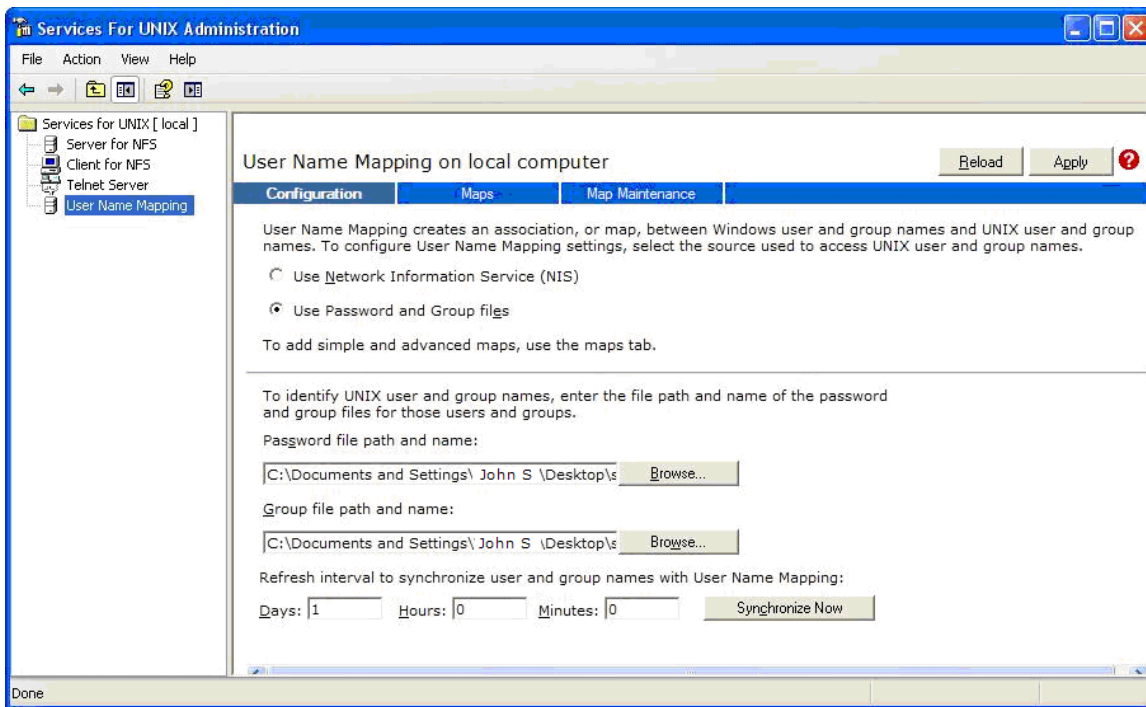 Services For UNIX Administration
File Action View Help
Services for UNIX [ local ]
Server for NFS
Client for NFS
Telnet Server
User Name Mapping
User Name Mapping on local computer
Reload Apply
Configuration Maps Map Maintenance
User Name Mapping creates an association, or map, between Windows user and group names and UNIX user and group
names. To configure User Name Mapping settings, select the source used to access UNIX user and group names.
Use Network Information Service (NIS)
Use Password and Group files
To add simple and advanced maps, use the maps tab.
To identify UNIX user and group names, enter the file path and name of the password
and group files for those users and groups.
Password file path and name:
C:\Documents and Settings\ John S \Desktop\s Browse...
Group file path and name:
C:\Documents and Settings\ John S \Desktop\s Browse...
Refresh interval to synchronize user and group names with User Name Mapping:
Days: 1 Hours: 0 Minutes: 0 Synchronize Now
Done